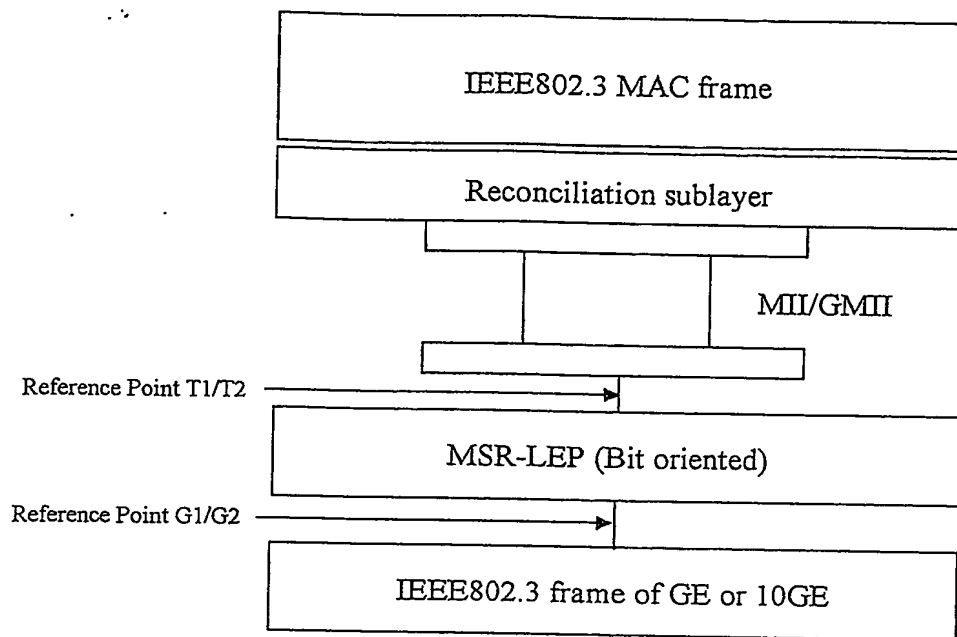 IEEE802.3 MAC frame
Reconciliation sublayer
MII/GMII
Reference Point T1/T2
MSR-LEP (Bit oriented)
Reference Point G1/G2
IEEE802.3 frame of GE or 10GE